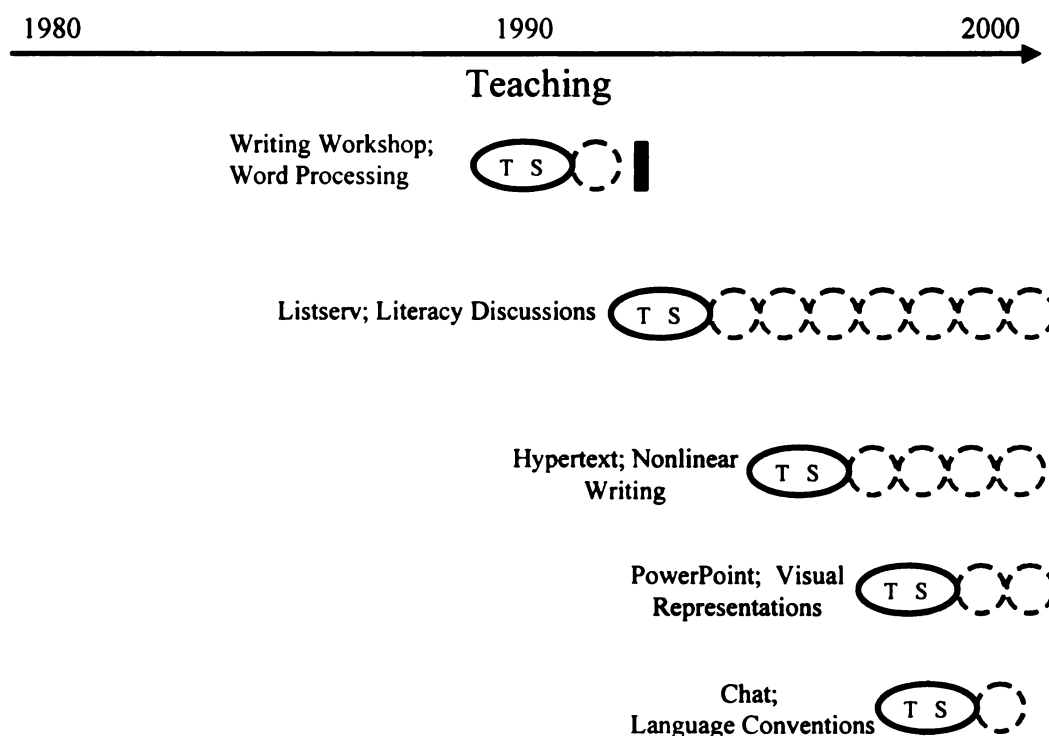 1980 1990 2000
Teaching
Writing Workshop;
Word Processing
T S
Listserv; Literacy Discussions
T S
Hypertext; Nonlinear
Writing
T S
PowerPoint; Visual
Representations
T S
Chat;
Language Conventions
T S